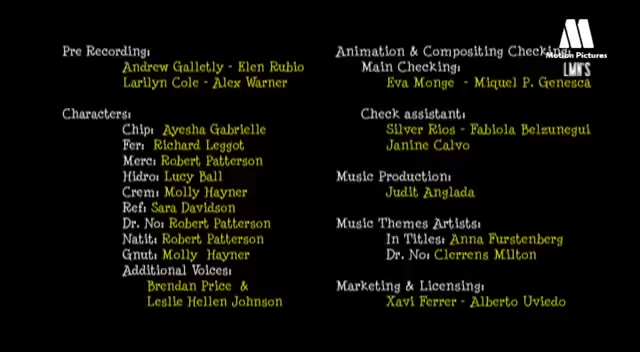 Pre Recording:
Andrew Galletly - Elen Rubio
Larilyn Cole - Alex Warner
Characters:
Chip: Ayesha Gabrielle
Fer: Richard Leggot
Merc: Robert Patterson
Hidro: Lucy Ball
Crem: Molly Hayner
Ref: Sara Davidson
Dr. No: Robert Patterson
Natit: Robert Patterson
Gnut: Molly Hayner
Additional Voices:
Brendan Price &
Leslie Hellen Johnson
Animation & Compositing Checking:
Main Checking:
Eva Monge - Miquel P. Genesca
Check assistant:
Silver Rios - Fabiola Belzunegui
Janine Calvo
Music Production:
Judit Anglada
Music Themes Artists:
In Titles: Anna Furstenberg
Dr. No: Clerrens Milton
Marketing & Licensing:
Xavi Ferrer - Alberto Uviedo
M
Motion Pictures
LMN'S